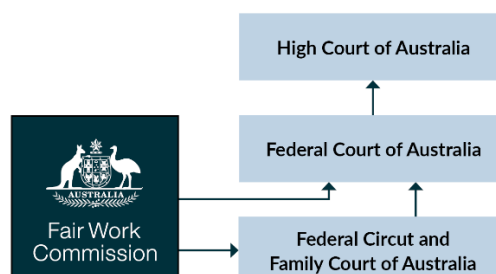 High Court of Australia
Federal Court of Australia
AUSTRALIA
Fair Work
Commission
Federal Circut and
Family Court of Australia